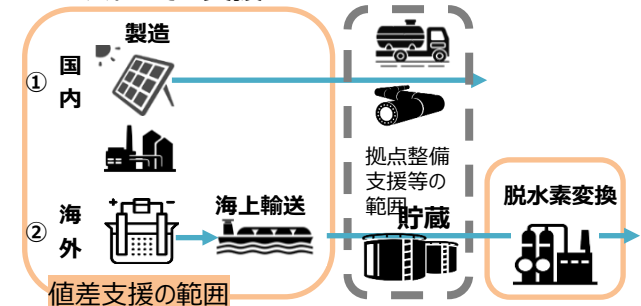 製造
①
国
内
拠点整備
支援等の
範囲
貯蔵
②
海
外
海上輸送
脱水素変換
値差支援の範囲